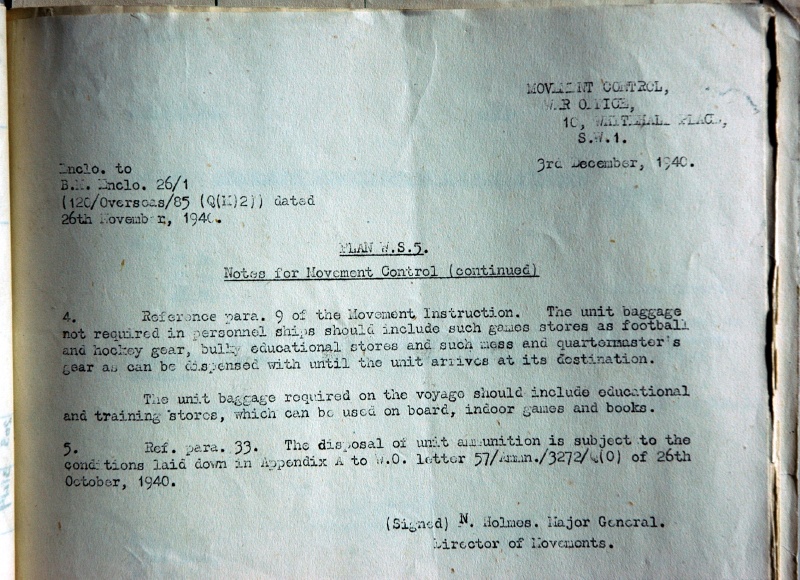 MOVEMENT CONTROL,
WAR OFFICE,
10, WHITEHALL PLACE,
S.W.1.
3rd December, 1940.
Enclo. to
B.M. Enclo. 26/1
(120/Overseas/85 (Q(M)2)) dated
26th November, 1940.
PLAN W.S.5.
Notes for Movement Control (continued)
4. Reference para. 9 of the Movement Instruction. The unit baggage
not required in personnel ships should include such games stores as football
and hockey gear, bulky educational stores and such mess and quartermaster's
gear as can be dispensed with until the unit arrives at its destination.
The unit baggage required on the voyage should include educational
and training stores, which can be used on board, indoor games and books.
5. Ref. para. 33. The disposal of unit ammunition is subject to the
conditions laid down in Appendix A to W.O. letter 57/Ammn./3272/Q(O) of 26th
October, 1940.
(Signed) N. Holmes. Major General.
Director of Movements.